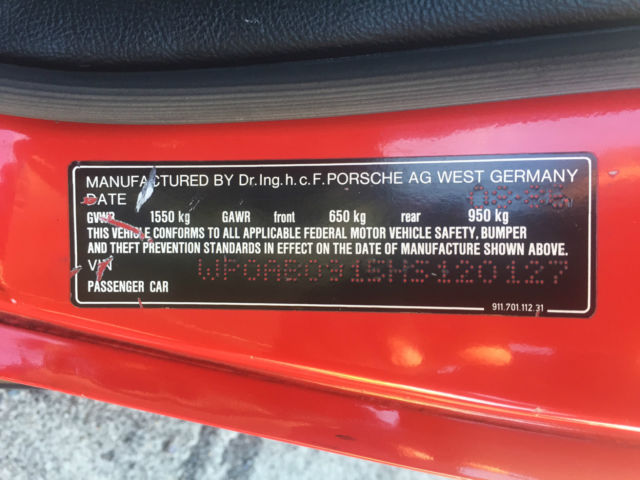 MANUFACTURED BY Dr.Ing.h.c.F.PORSCHE AG WEST GERMANY
DATE 08-86
GVWR 1550 kg GAWR front 650 kg rear 950 kg
THIS VEHICLE CONFORMS TO ALL APPLICABLE FEDERAL MOTOR VEHICLE SAFETY, BUMPER
AND THEFT PREVENTION STANDARDS IN EFFECT ON THE DATE OF MANUFACTURE SHOWN ABOVE.
VIN WP0AB091SHS120127
PASSENGER CAR
911.701.112.31